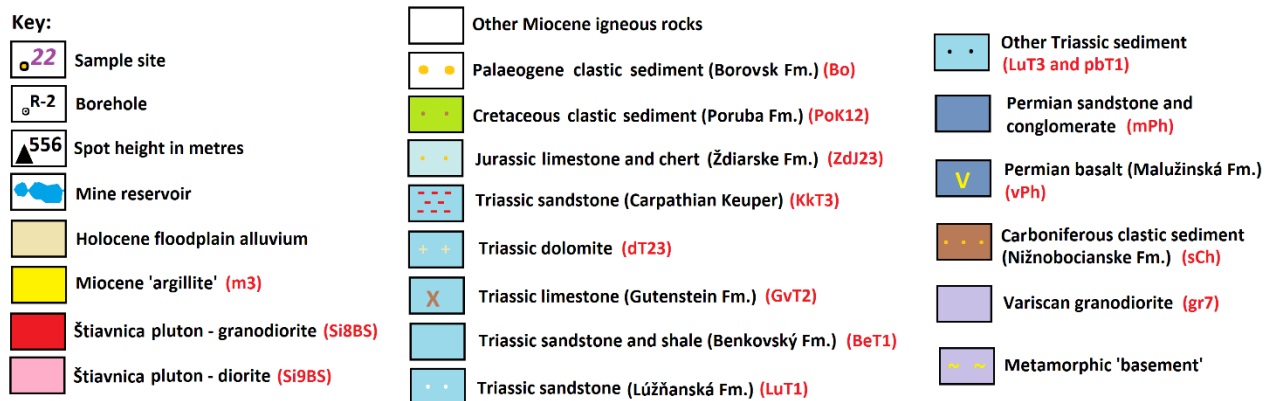 Key:
22 Sample site
R-2 Borehole
556 Spot height in metres
Mine reservoir
Holocene floodplain alluvium
Miocene 'argillite' (m3)
Štiavnica pluton - granodiorite (Si8BS)
Štiavnica pluton - diorite (Si9BS)
Other Miocene igneous rocks
Palaeogene clastic sediment (Borovsk Fm.) (Bo)
Cretaceous clastic sediment (Poruba Fm.) (PoK12)
Jurassic limestone and chert (Ždiarske Fm.) (ZdJ23)
Triassic sandstone (Carpathian Keuper) (KkT3)
Triassic dolomite (dT23)
X Triassic limestone (Gutenstein Fm.) (GvT2)
Triassic sandstone and shale (Benkovský Fm.) (BeT1)
Triassic sandstone (Lúžňanská Fm.) (LuT1)
Other Triassic sediment
(LuT3 and pbT1)
Permian sandstone and
conglomerate (mPh)
V Permian basalt (Malužinská Fm.)
(vPh)
Carboniferous clastic sediment
(Nižnobocianske Fm.) (sCh)
Variscan granodiorite (gr7)
Metamorphic 'basement'